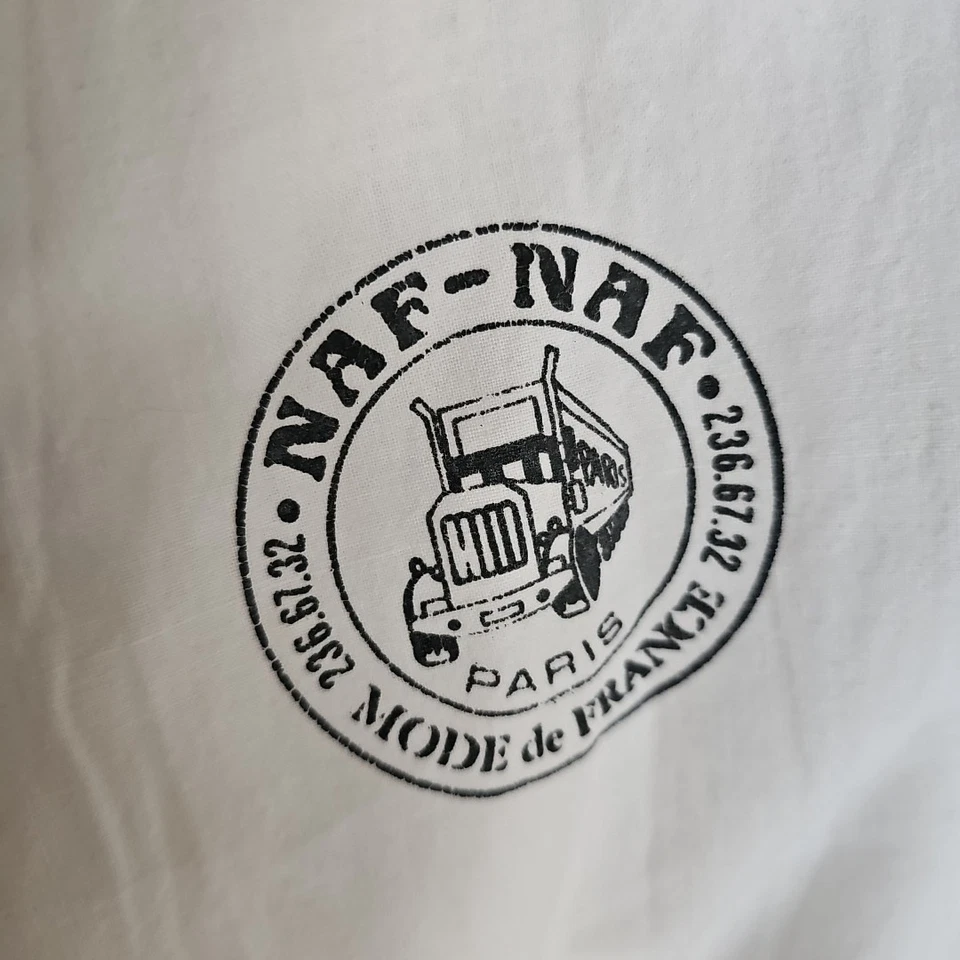 NAF-NAF
236.67.32
236.67.32
MODE de FRANCE
PARIS
PARIS